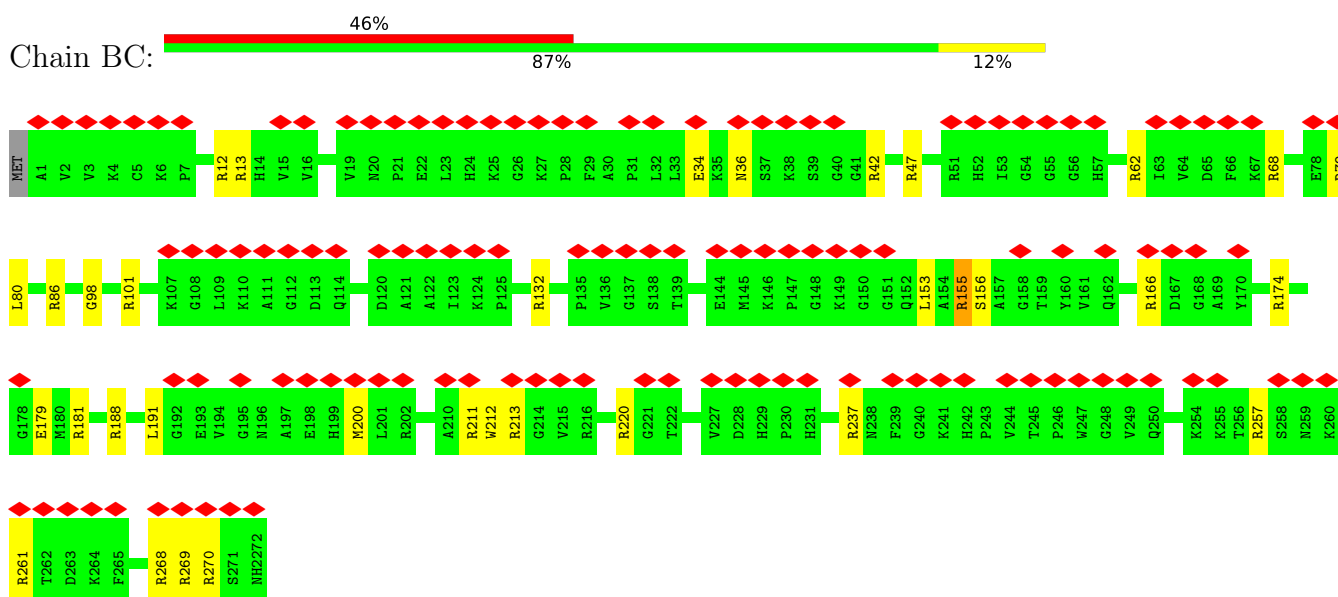 46%
Chain BC:
87% 12%
MET A1 V2 V3 K4 C5 K6 P7 R12 R13 H14 V15 V16 V19 N20 P21 E22 L23 H24 K25 G26 K27 P28 F29 A30 P31 L32 L33 E34 K35 N36 S37 K38 S39 G40 G41 R42 R47 R51 H52 I53 G54 G55 G56 H57 R62 I63 V64 D65 F66 K67 R68 E78
L80 R86 G98 R101 K107 G108 L109 K110 A111 G112 D113 Q114 D120 A121 A122 I123 K124 P125 R132 P135 V136 G137 S138 T139 E144 M145 K146 P147 G148 K149 G150 G151 Q152 L153 A154 R155 S156 A157 G158 T159 Y160 V161 Q162 R166 D167 G168 A169 Y170 R174
G178 E179 M180 R181 R188 L191 G192 E193 V194 G195 N196 A197 E198 H199 M200 L201 R202 A210 R211 W212 R213 G214 V215 R216 R220 G221 T222 V227 D228 H229 P230 H231 R237 N238 F239 G240 K241 H242 P243 V244 T245 P246 W247 G248 V249 Q250 K254 K255 T256 R257 S258 N259 K260
R261 T262 D263 K264 F265 R268 R269 R270 S271 NH2272